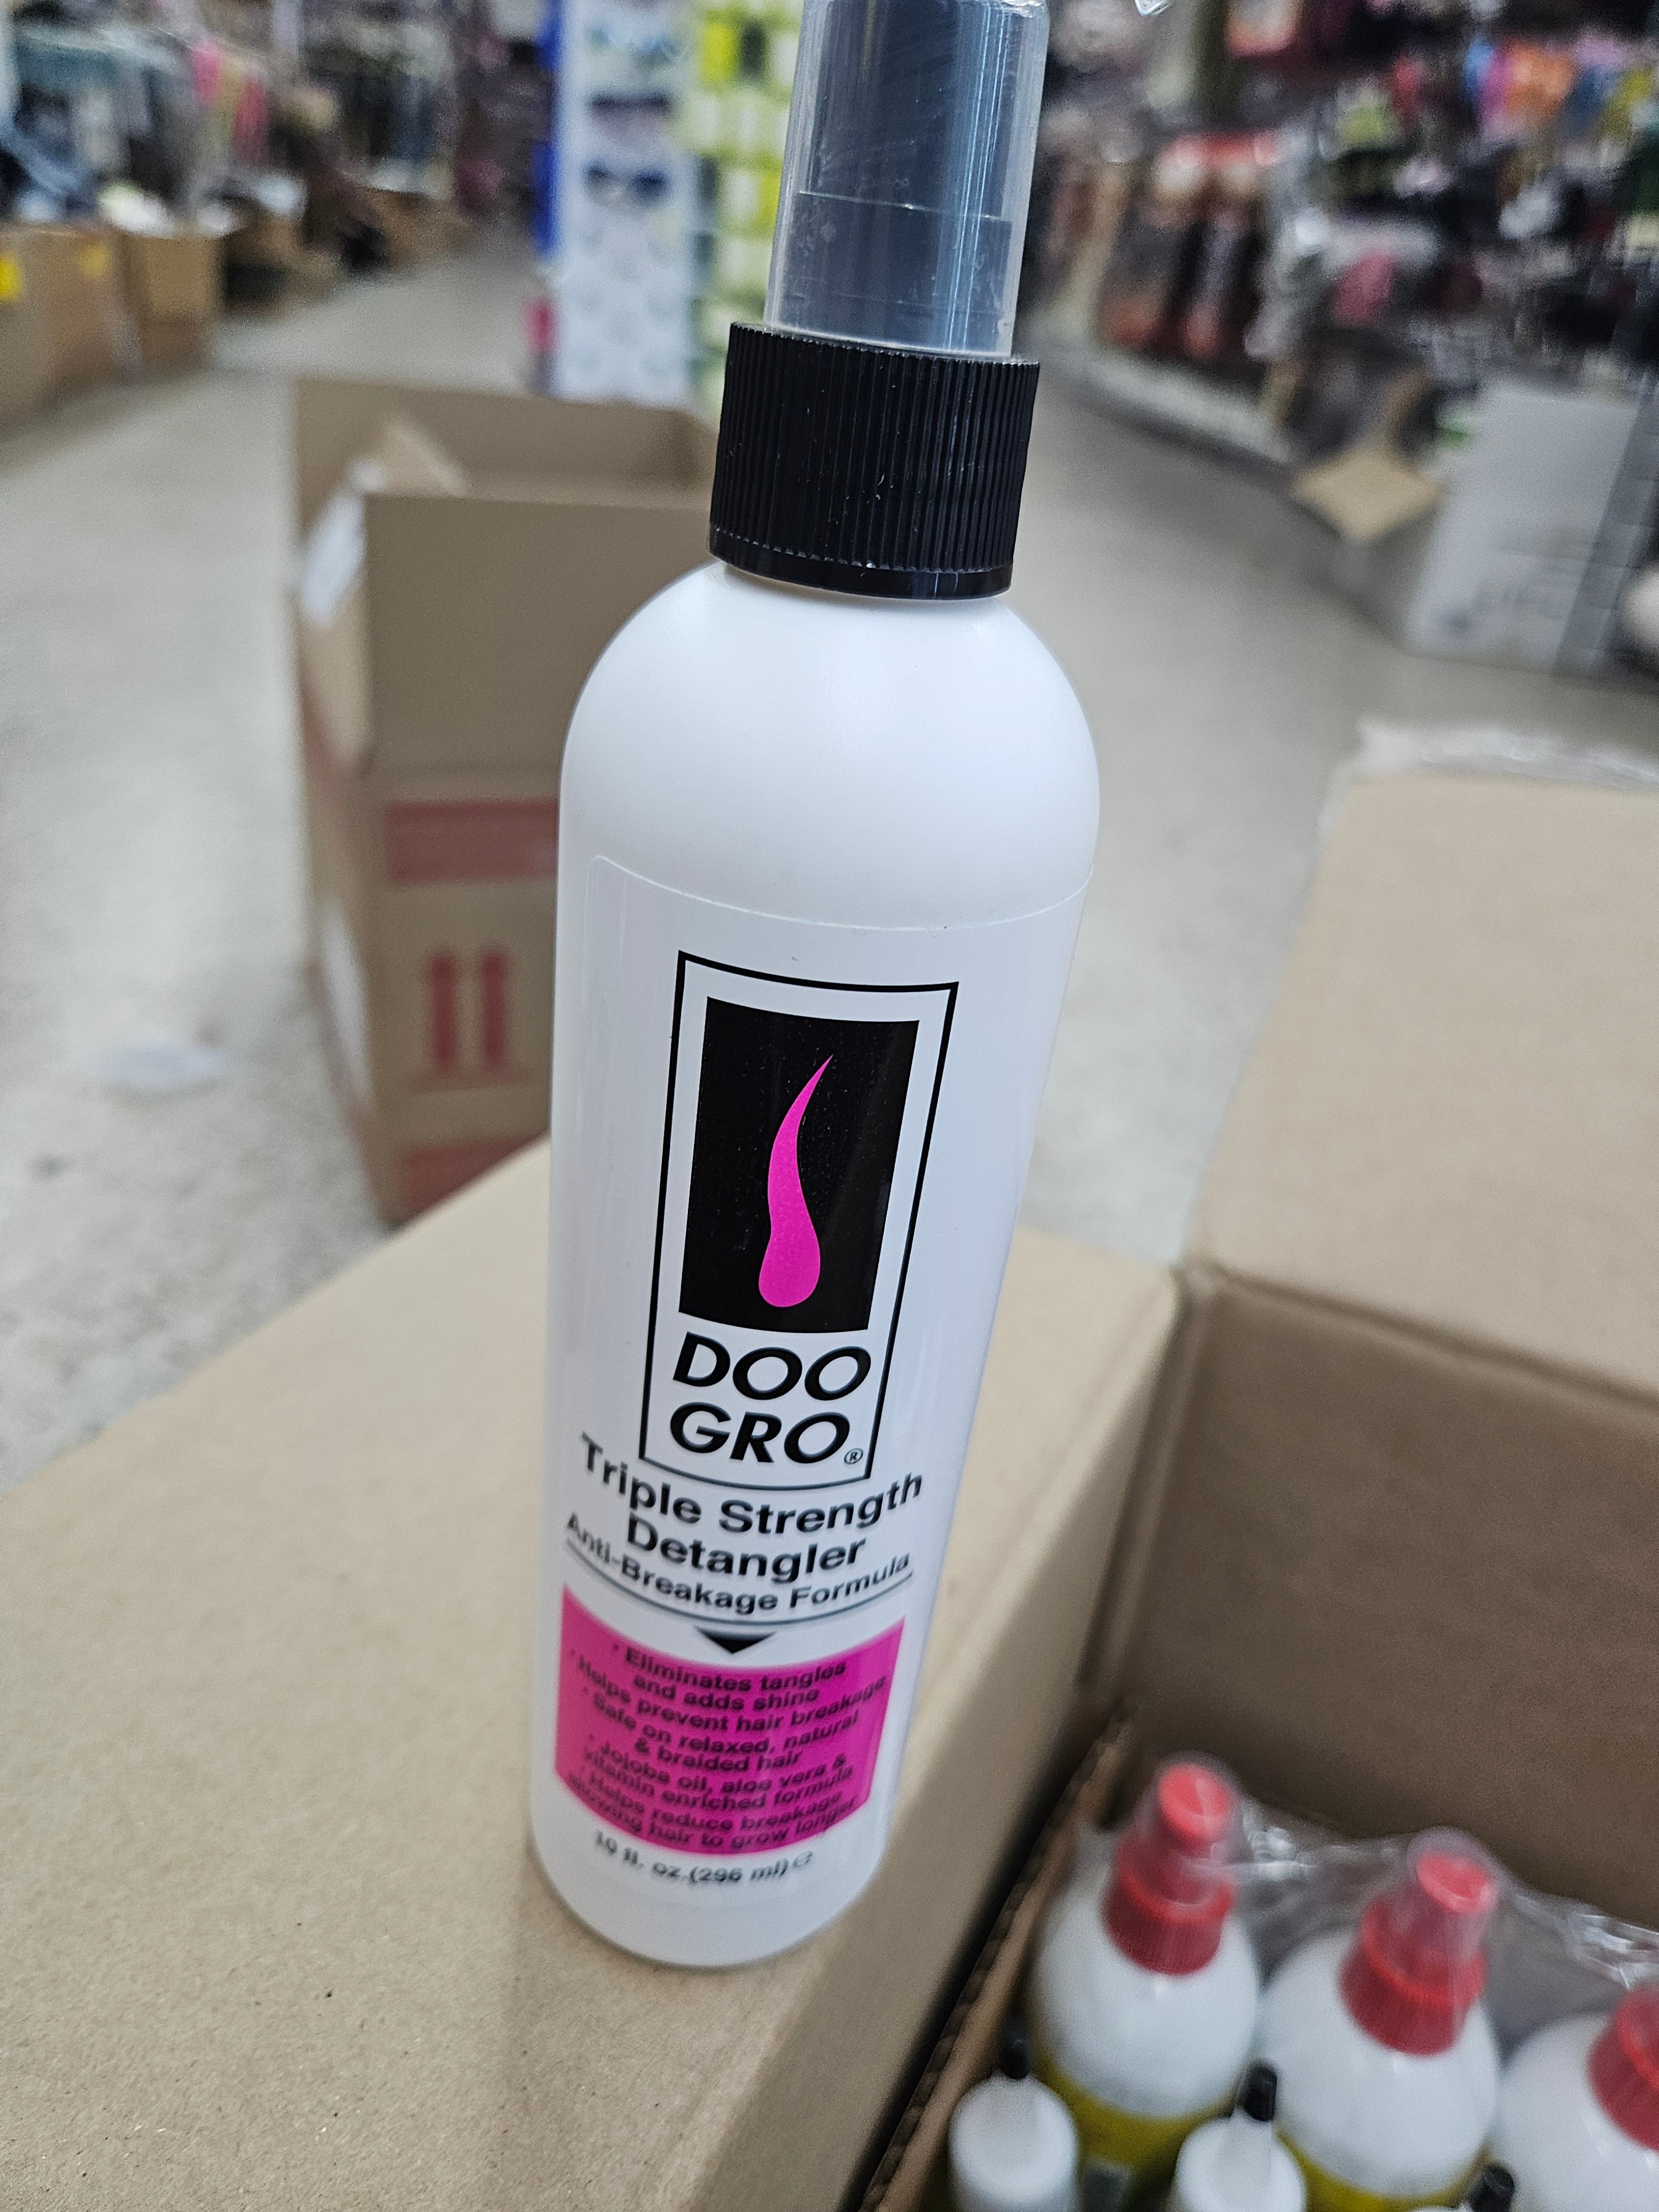 DOO
GRO®
Triple Strength
Detangler
Anti-Breakage Formula
· Eliminates tangles
and adds shine
· Helps prevent hair breakage
· Safe on relaxed, natural
& braided hair
· Jojoba oil, aloe vera &
vitamin enriched formula
· Helps reduce breakage
allowing hair to grow longer
10 fl. oz.(296 ml)℮